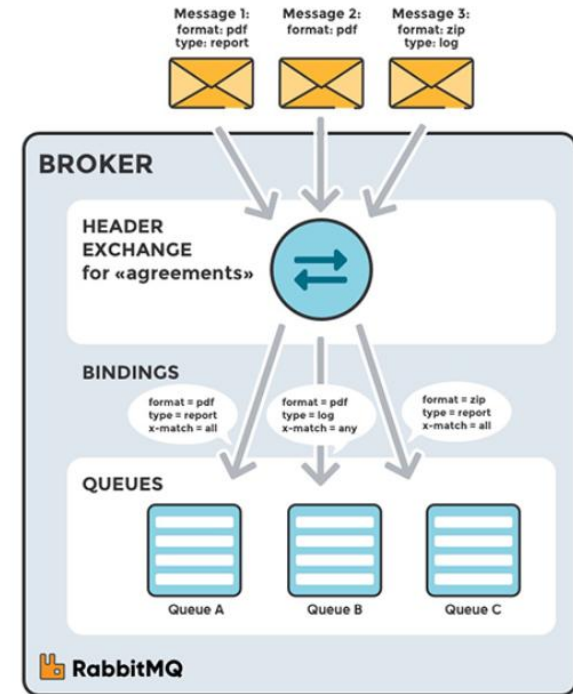 Message 1:
format: pdf
type: report
Message 2:
format: pdf
Message 3:
format: zip
type: log
BROKER
HEADER
EXCHANGE
for «agreements»
BINDINGS
format = pdf
type = report
x-match = all
format = pdf
type = log
x-match = any
format = zip
type = report
x-match = all
QUEUES
Queue A
Queue B
Queue C
RabbitMQ